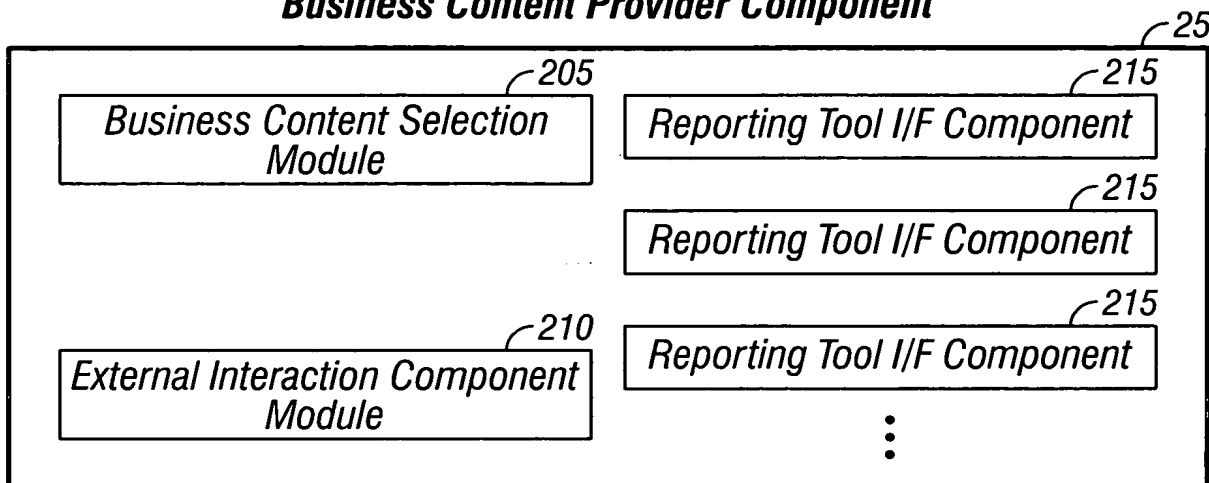 Business Content Provider Component
25
205
Business Content Selection
Module
215
Reporting Tool I/F Component
215
Reporting Tool I/F Component
210
External Interaction Component
Module
215
Reporting Tool I/F Component